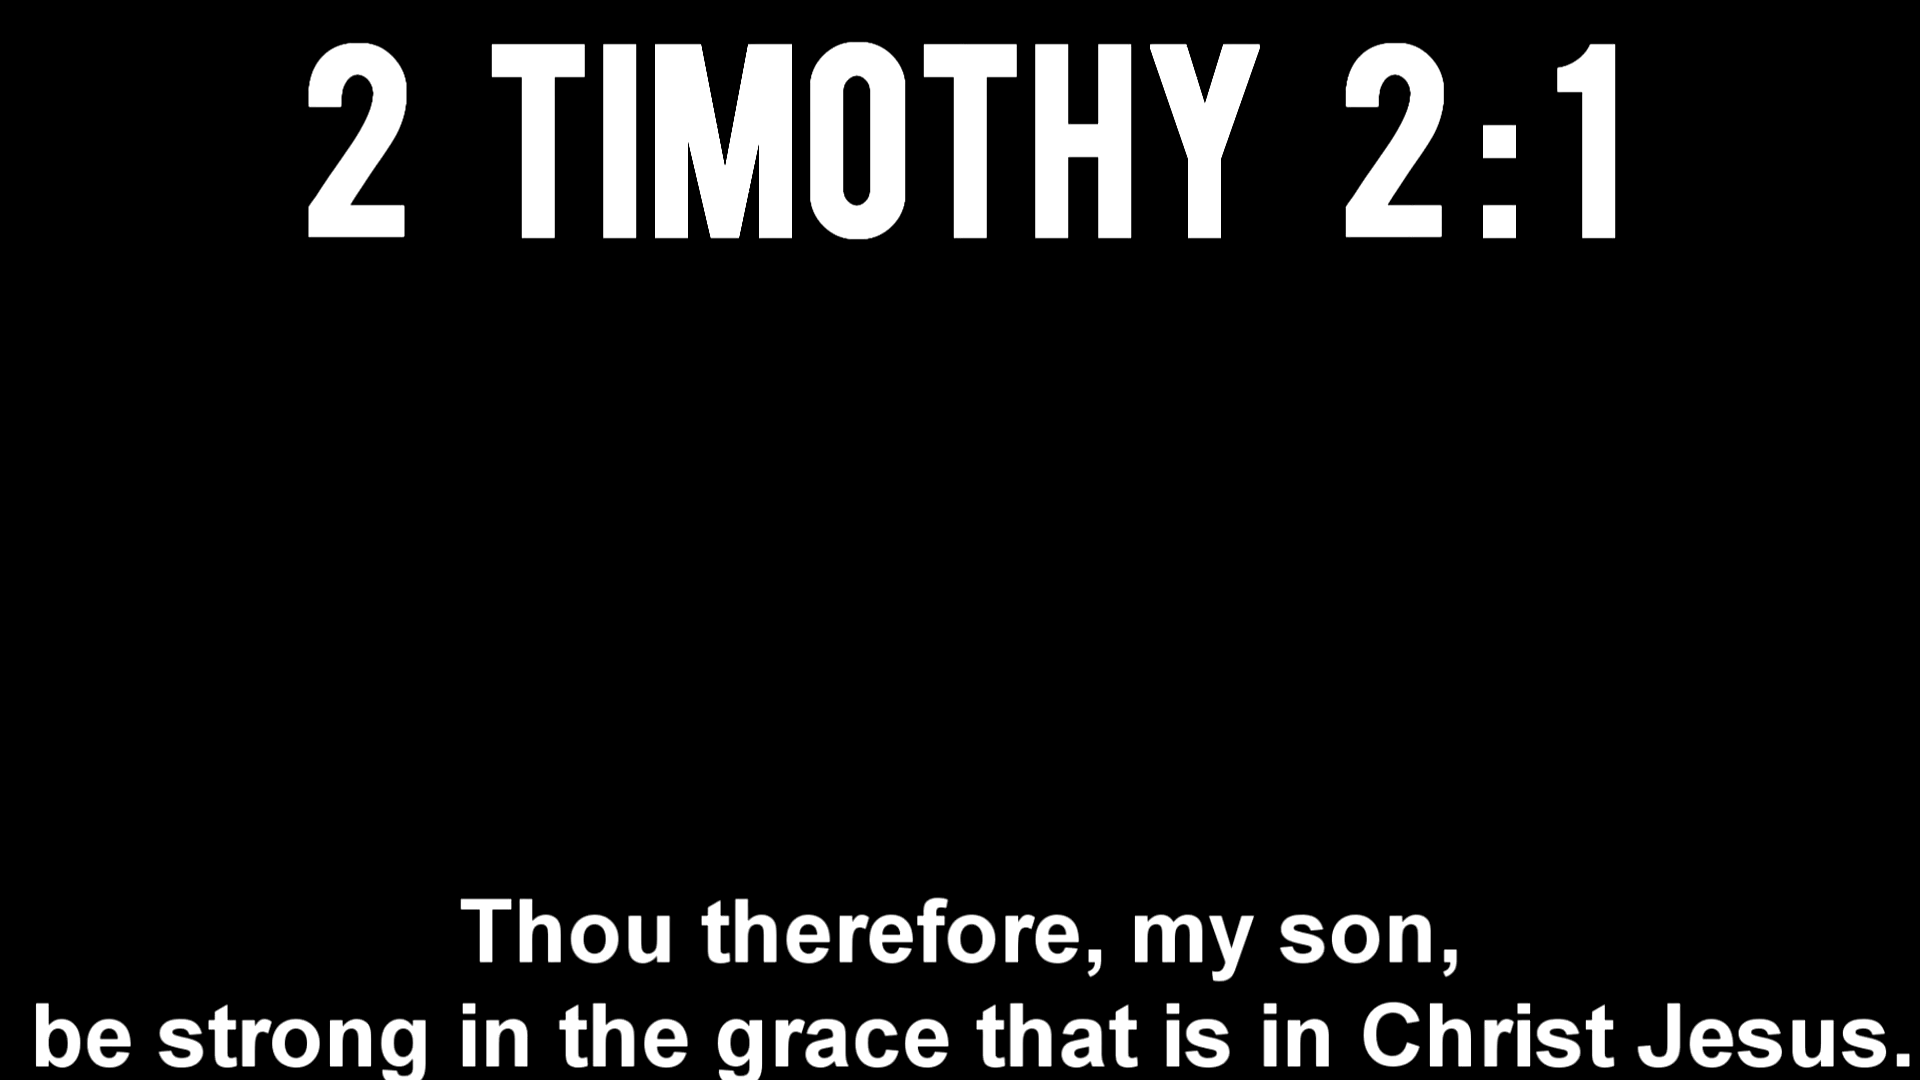 2 TIMOTHY 2:1
Thou therefore, my son,
be strong in the grace that is in Christ Jesus.